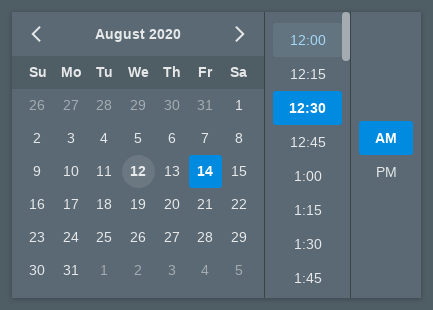 August 2020
Su Mo Tu We Th Fr Sa
26 27 28 29 30 31 1
2 3 4 5 6 7 8
9 10 11 12 13 14 15
16 17 18 19 20 21 22
23 24 25 26 27 28 29
30 31 1 2 3 4 5
12:00
12:15
12:30
12:45
1:00
1:15
1:30
1:45
AM
PM